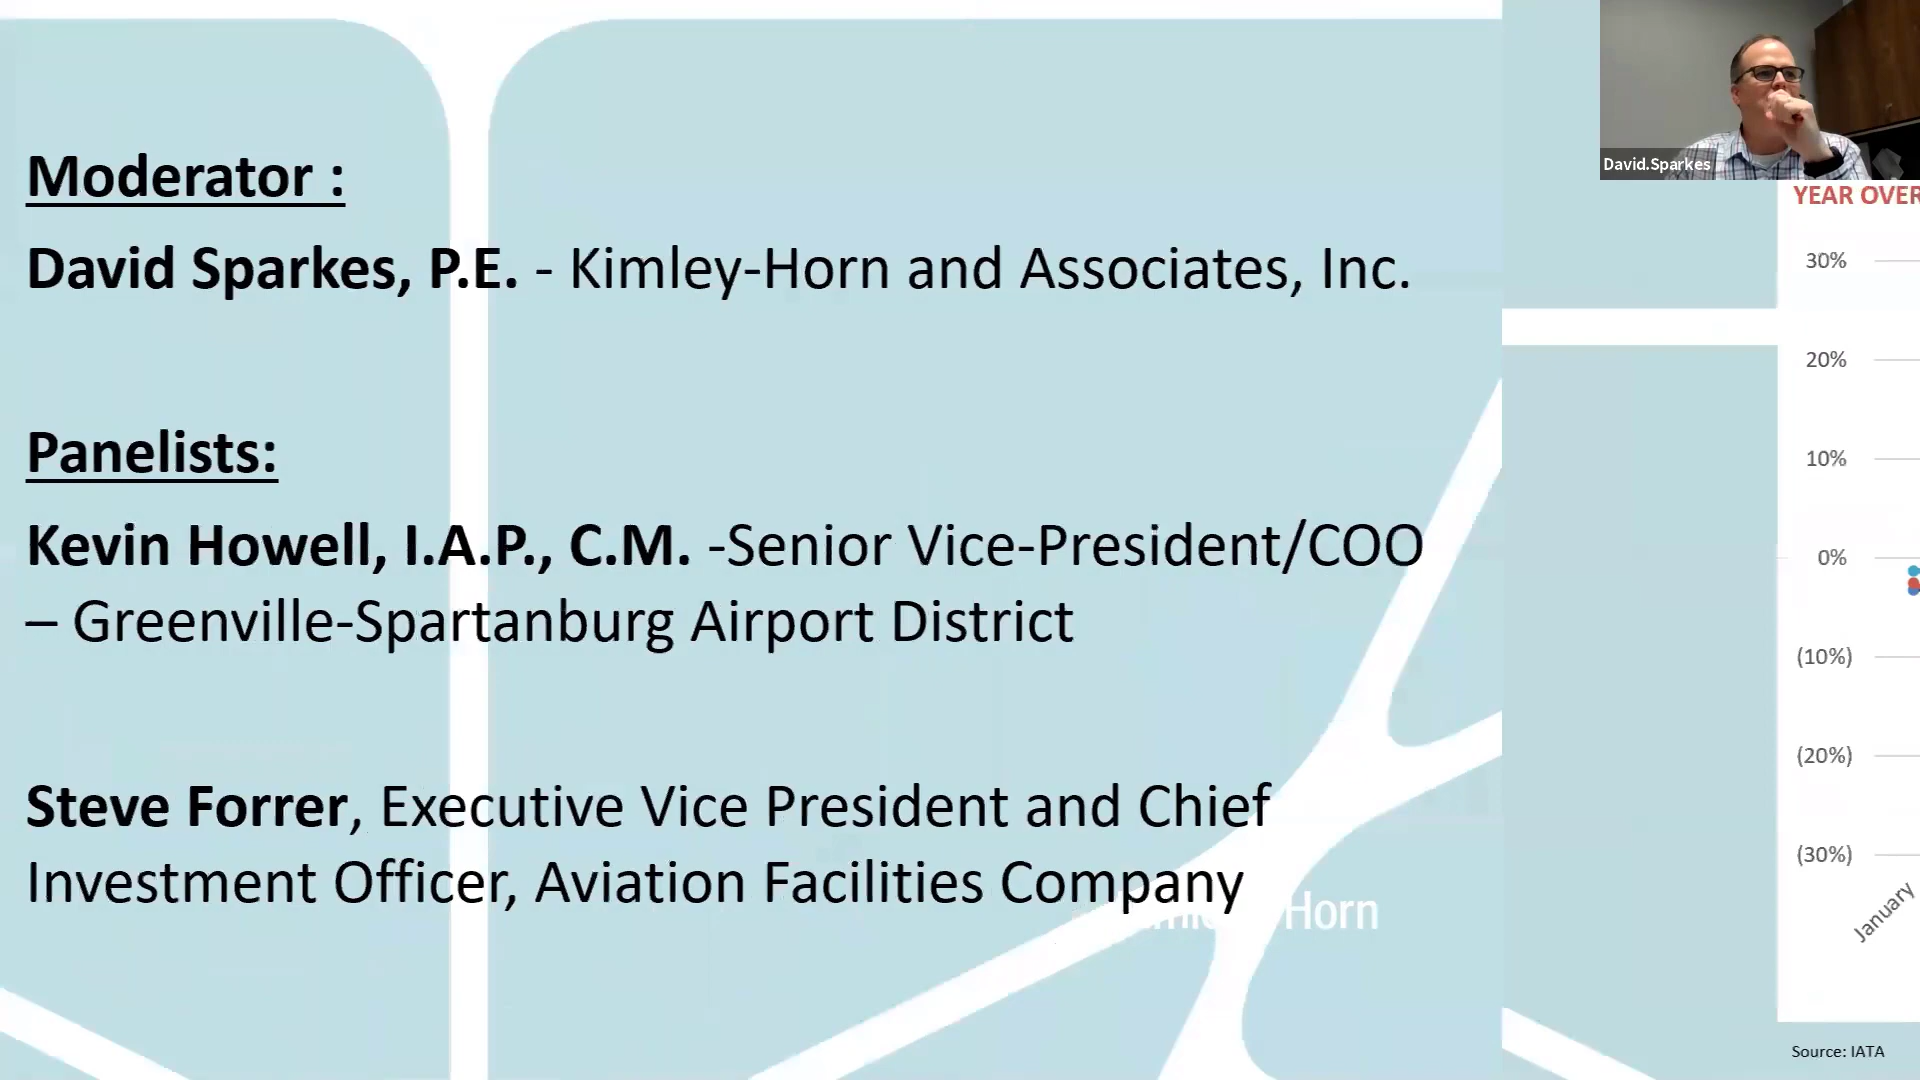 Moderator :
David Sparkes, P.E. - Kimley-Horn and Associates, Inc.
Panelists:
Kevin Howell, I.A.P., C.M. -Senior Vice-President/COO
– Greenville-Spartanburg Airport District
Steve Forrer, Executive Vice President and Chief
Investment Officer, Aviation Facilities Company
Horn
David.Sparkes
YEAR OVER
30%
20%
10%
0%
(10%)
(20%)
(30%)
January
Source: IATA